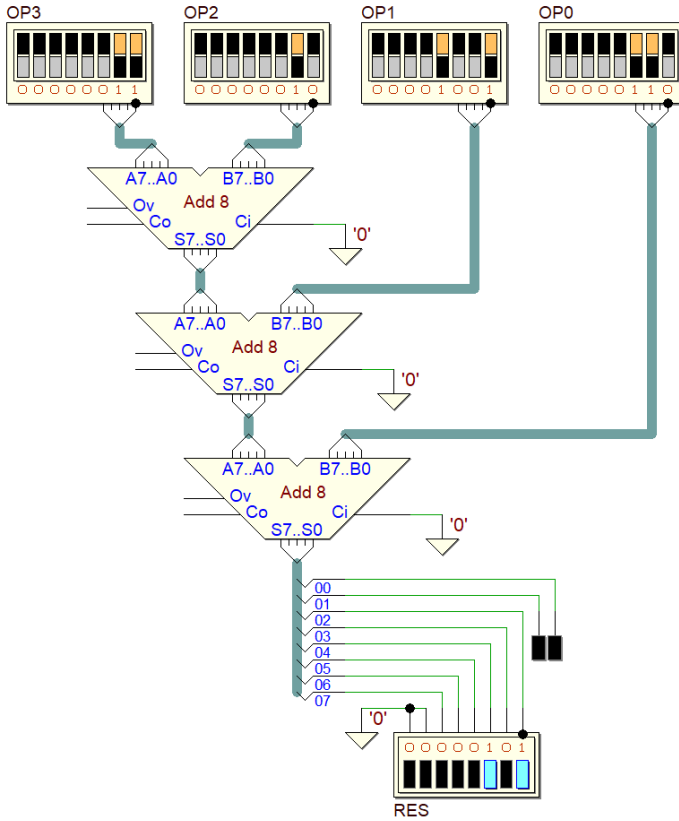 OP3 OP2 OP1 OP0
0 0 0 0 0 0 1 1 0 0 0 0 0 0 1 0 0 0 0 0 1 0 0 1 0 0 0 0 0 1 1 0
A7..A0 B7..B0
Add 8
Ov
Co Ci
'0'
S7..S0
A7..A0 B7..B0
Add 8
Ov
Co Ci
'0'
S7..S0
A7..A0 B7..B0
Add 8
Ov
Co Ci
'0'
S7..S0
00
01
02
03
04
05
06
07
'0'
0 0 0 0 0 1 0 1
RES